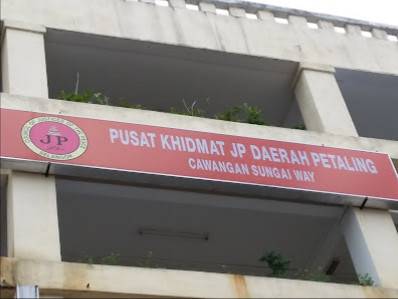 JP
PUSAT KHIDMAT JP DAERAH PETALING
CAWANGAN SUNGAI WAY